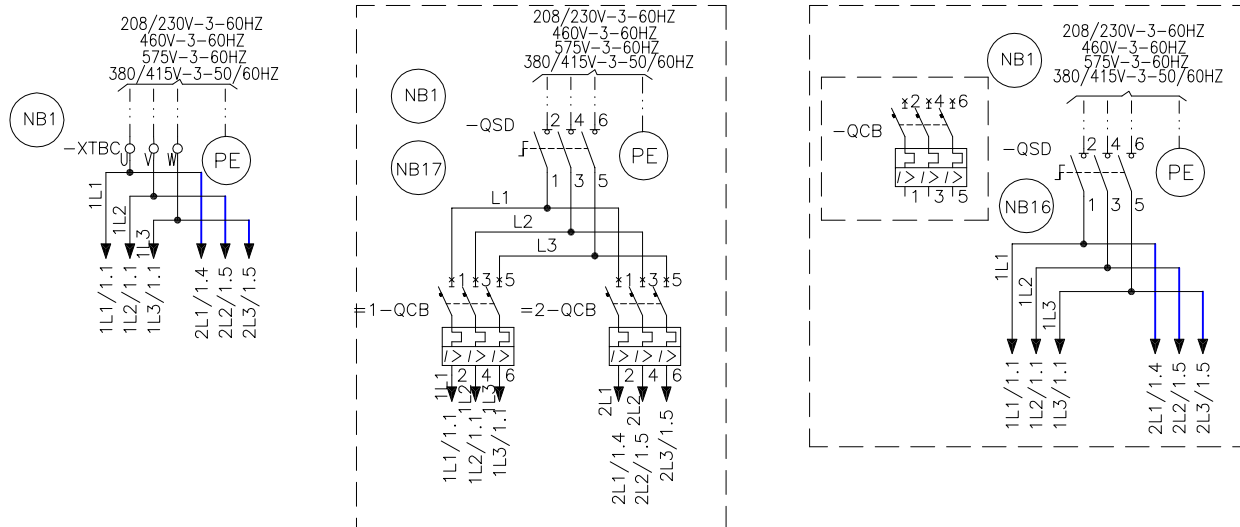 208/230V-3-60HZ
460V-3-60HZ
575V-3-60HZ
380/415V-3-50/60HZ
NB1
-XTBC
U
V
W
PE
1L1
1L2
1L3
1L1/1.1
1L2/1.1
1L3/1.1
2L1/1.4
2L2/1.5
2L3/1.5
208/230V-3-60HZ
460V-3-60HZ
575V-3-60HZ
380/415V-3-50/60HZ
NB1
-QSD
2 4 6
NB17
PE
1 3 5
L1
L2
L3
1 3 5
1 3 5
=1-QCB
=2-QCB
I> I> I>
I> I> I>
2 4 6
2 4 6
1L1
1L2
1L3
2L1
2L2
1L1/1.1
1L2/1.1
1L3/1.1
2L1/1.4
2L2/1.5
2L3/1.5
208/230V-3-60HZ
460V-3-60HZ
575V-3-60HZ
380/415V-3-50/60HZ
NB1
2 4 6
-QCB
I> I> I>
1 3 5
-QSD
2 4 6
PE
NB16
1 3 5
1L1
1L2
1L3
1L1/1.1
1L2/1.1
1L3/1.1
2L1/1.4
2L2/1.5
2L3/1.5